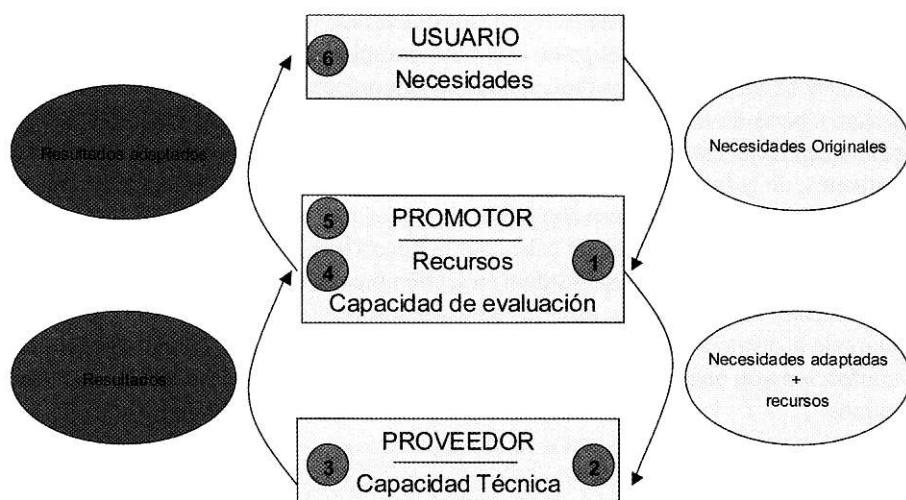 USUARIO
6
Necesidades
Resultados adaptados
Necesidades Originales
5
PROMOTOR
4
Recursos
1
Capacidad de evaluación
Resultados
Necesidades adaptadas
+
recursos
PROVEEDOR
3
Capacidad Técnica
2